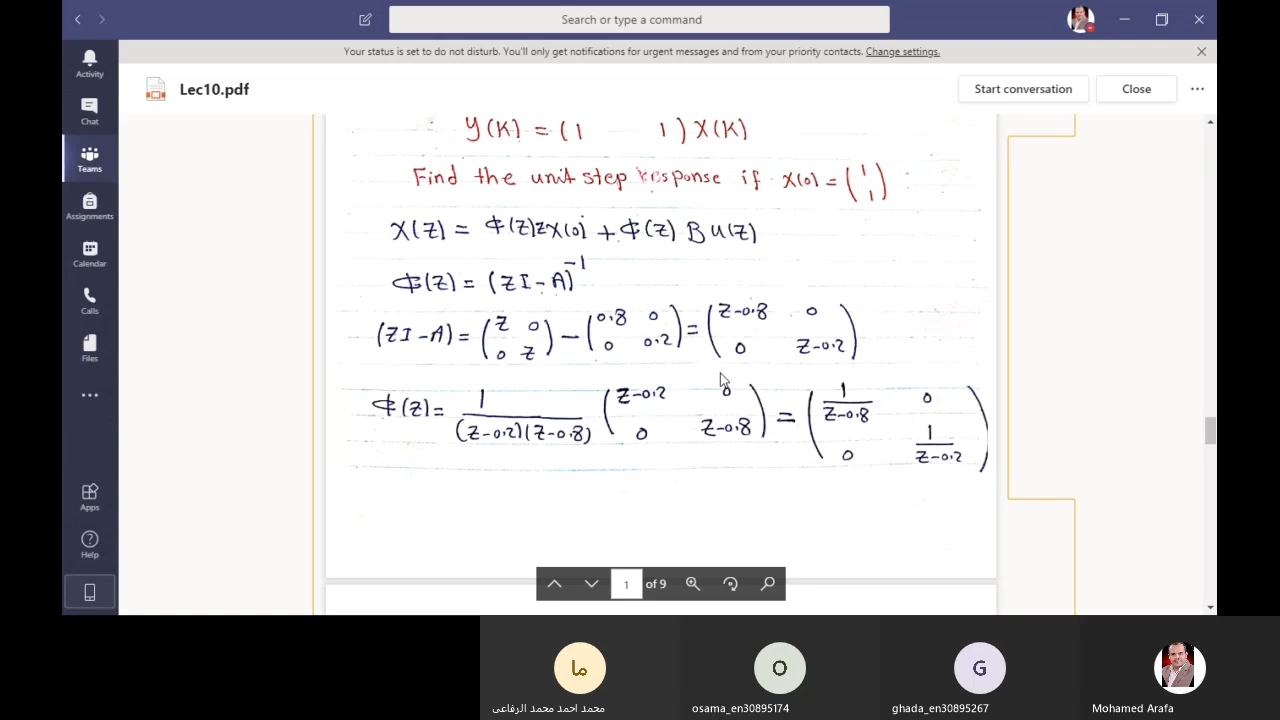 Search or type a command
Your status is set to do not disturb. You'll only get notifications for urgent messages and from your priority contacts. Change settings.
Activity
Chat
Teams
Assignments
Calendar
Calls
Files
Apps
Help
Lec10.pdf
Start conversation
Close
Y(K) = (1 1) X(K)
Find the unit step response if X(0) = (1 1)
X(Z) = Φ(Z)ZX(0) + Φ(Z) B U(Z)
Φ(Z) = (ZI - A)⁻¹
(ZI - A) = (Z 0 0 Z) - (0.8 0 0 0.2) = (Z-0.8 0 0 Z-0.2)
Φ(Z) = 1/((Z-0.2)(Z-0.8)) (Z-0.2 0 0 Z-0.8) = (1/(Z-0.8) 0 0 1/(Z-0.2))
1 of 9
ما
O
G
محمد احمد محمد الرفاعى
osama_en30895174
ghada_en30895267
Mohamed Arafa